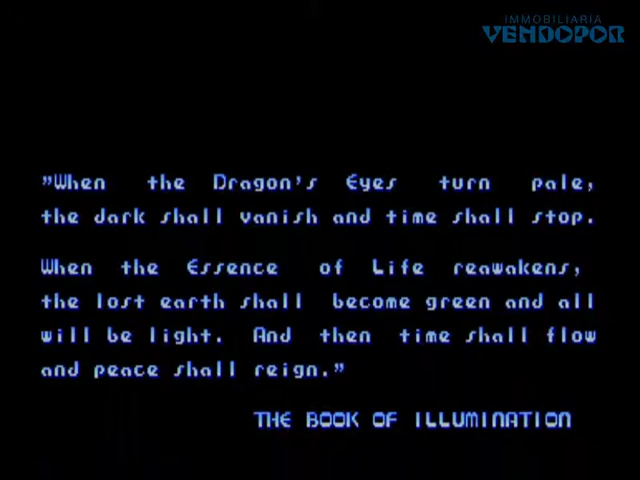 IMMOBILIARIA
VENDOPOR
"When the Dragon's Eyes turn pale,
the dark shall vanish and time shall stop.
When the Essence of Life reawakens,
the lost earth shall become green and all
will be light. And then time shall flow
and peace shall reign."
THE BOOK OF ILLUMINATION